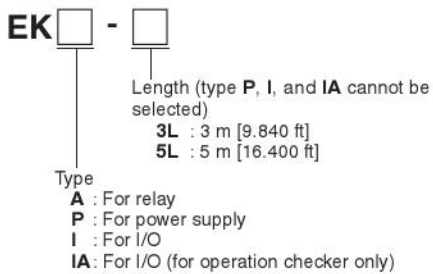 EK□ - □
Length (type P, I, and IA cannot be
selected)
3L : 3 m [9.840 ft]
5L : 5 m [16.400 ft]
Type
A : For relay
P : For power supply
I : For I/O
IA: For I/O (for operation checker only)